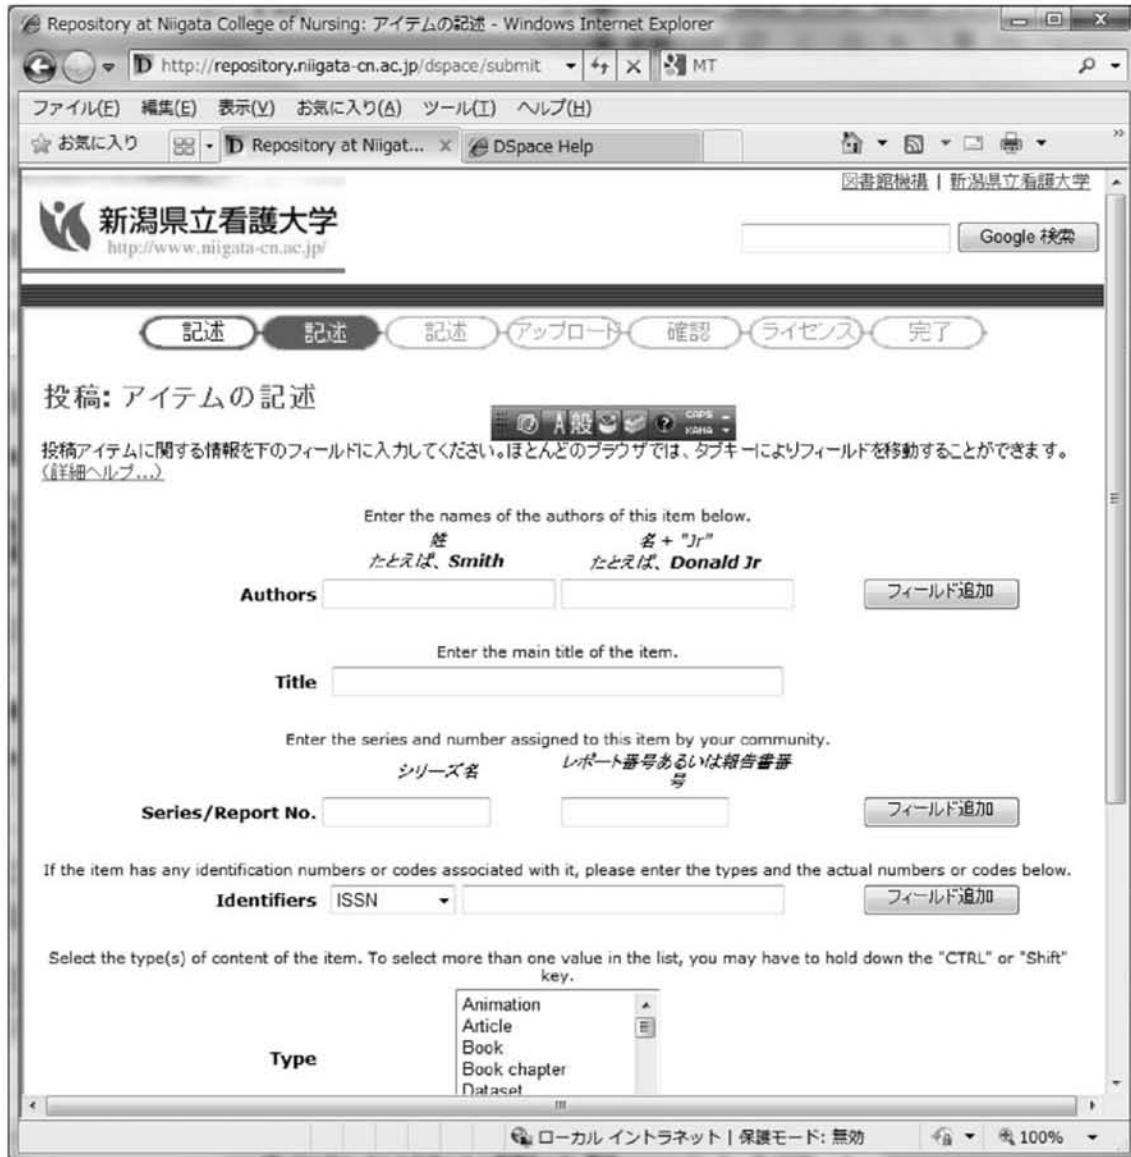 Repository at Niigata College of Nursing: アイテムの記述 - Windows Internet Explorer
http://repository.niigata-cn.ac.jp/dspace/submit
MT
ファイル(F) 編集(E) 表示(V) お気に入り(A) ツール(T) ヘルプ(H)
お気に入り
Repository at Niigat...
DSpace Help
図書館機構 | 新潟県立看護大学
新潟県立看護大学
http://www.niigata-cn.ac.jp/
Google 検索
記述 記述 記述 アップロード 確認 ライセンス 完了
投稿: アイテムの記述
A 般 CAPS
KANA
投稿アイテムに関する情報を下のフィールドに入力してください。ほとんどのブラウザでは、タブキーによりフィールドを移動することができます。
(詳細ヘルプ...)
Enter the names of the authors of this item below.
姓 名 + "Jr"
たとえば、Smith たとえば、Donald Jr
Authors フィールド追加
Enter the main title of the item.
Title
Enter the series and number assigned to this item by your community.
シリーズ名 レポート番号あるいは報告書番
号
Series/Report No. フィールド追加
If the item has any identification numbers or codes associated with it, please enter the types and the actual numbers or codes below.
Identifiers ISSN フィールド追加
Select the type(s) of content of the item. To select more than one value in the list, you may have to hold down the "CTRL" or "Shift"
key.
Animation
Article
Book
Type
Book chapter
Dataset
ローカル イントラネット | 保護モード: 無効
100%